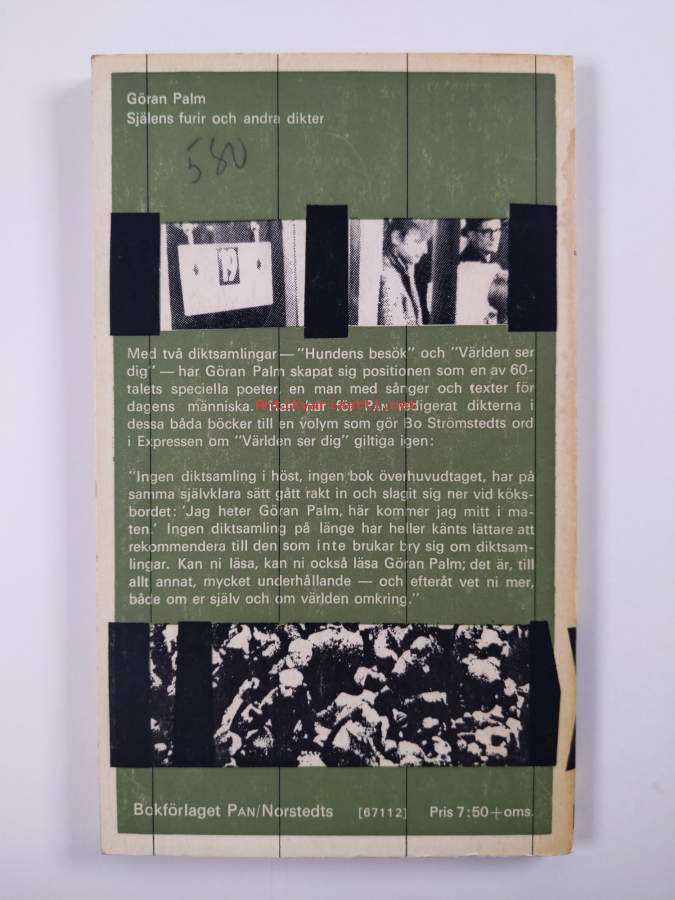 Göran Palm
Själens furir och andra dikter
580
19
Med två diktsamlingar — "Hundens besök" och "Världen ser
dig" — har Göran Palm skapat sig positionen som en av 60-
talets speciella poeter, en man med sånger och texter för
dagens människa. Han har för PAN redigerat dikterna i
dessa båda böcker till en volym som gör Bo Strömstedts ord
i Expressen om "Världen ser dig" giltiga igen:
"Ingen diktsamling i höst, ingen bok överhuvudtaget, har på
samma självklara sätt gått rakt in och slagit sig ner vid köks-
bordet: 'Jag heter Göran Palm, här kommer jag mitt i ma-
ten.' Ingen diktsamling på länge har heller känts lättare att
rekommendera till den som inte brukar bry sig om diktsam-
lingar. Kan ni läsa, kan ni också läsa Göran Palm; det är, till
allt annat, mycket underhållande — och efteråt vet ni mer,
både om er själv och om världen omkring."
Bokförlaget PAN/Norstedts [67112] Pris 7:50+oms.